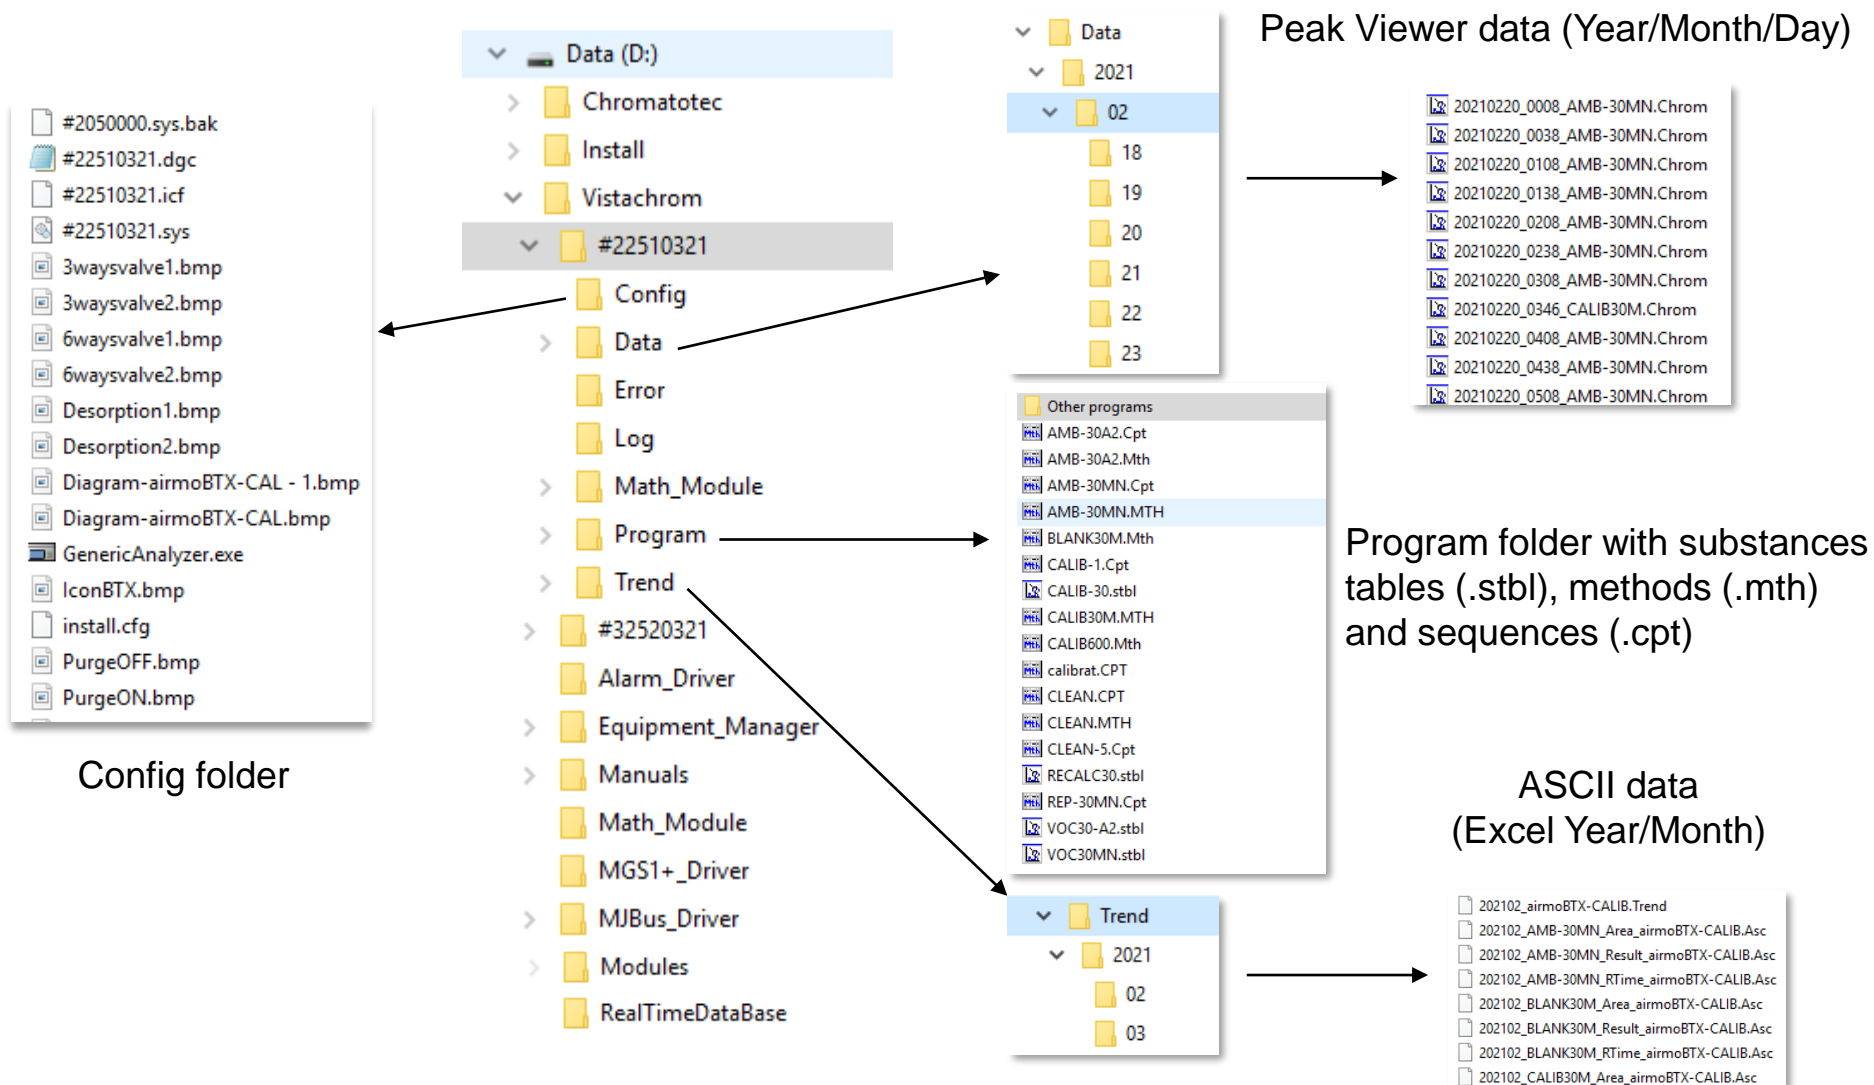 #2050000.sys.bak
#22510321.dgc
#22510321.icf
#22510321.sys
3waysvalve1.bmp
3waysvalve2.bmp
6waysvalve1.bmp
6waysvalve2.bmp
Desorption1.bmp
Desorption2.bmp
Diagram-airmoBTX-CAL - 1.bmp
Diagram-airmoBTX-CAL.bmp
GenericAnalyzer.exe
IconBTX.bmp
install.cfg
PurgeOFF.bmp
PurgeON.bmp
Config folder
Data (D:)
Chromatotec
Install
Vistachrom
#22510321
Config
Data
Error
Log
Math_Module
Program
Trend
#32520321
Alarm_Driver
Equipment_Manager
Manuals
Math_Module
MGS1+_Driver
MJBus_Driver
Modules
RealTimeDataBase
Data
2021
02
18
19
20
21
22
23
Peak Viewer data (Year/Month/Day)
20210220_0008_AMB-30MN.Chrom
20210220_0038_AMB-30MN.Chrom
20210220_0108_AMB-30MN.Chrom
20210220_0138_AMB-30MN.Chrom
20210220_0208_AMB-30MN.Chrom
20210220_0238_AMB-30MN.Chrom
20210220_0308_AMB-30MN.Chrom
20210220_0346_CALIB30M.Chrom
20210220_0408_AMB-30MN.Chrom
20210220_0438_AMB-30MN.Chrom
20210220_0508_AMB-30MN.Chrom
Other programs
AMB-30A2.Cpt
AMB-30A2.Mth
AMB-30MN.Cpt
AMB-30MN.MTH
BLANK30M.Mth
CALIB-1.Cpt
CALIB-30.stbl
CALIB30M.MTH
CALIB600.Mth
calibrat.CPT
CLEAN.CPT
CLEAN.MTH
CLEAN-5.Cpt
RECALC30.stbl
REP-30MN.Cpt
VOC30-A2.stbl
VOC30MN.stbl
Program folder with substances
tables (.stbl), methods (.mth)
and sequences (.cpt)
Trend
2021
02
03
ASCII data
(Excel Year/Month)
202102_airmoBTX-CALIB.Trend
202102_AMB-30MN_Area_airmoBTX-CALIB.Asc
202102_AMB-30MN_Result_airmoBTX-CALIB.Asc
202102_AMB-30MN_RTime_airmoBTX-CALIB.Asc
202102_BLANK30M_Area_airmoBTX-CALIB.Asc
202102_BLANK30M_Result_airmoBTX-CALIB.Asc
202102_BLANK30M_RTime_airmoBTX-CALIB.Asc
202102_CALIB30M_Area_airmoBTX-CALIB.Asc